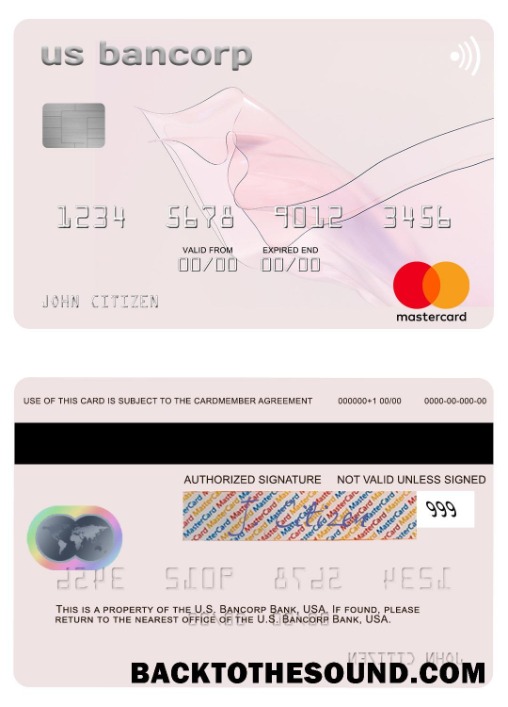 us bancorp
1234 5678 9012 3456
VALID FROM EXPIRED END
00/00 00/00
JOHN CITIZEN
mastercard
USE OF THIS CARD IS SUBJECT TO THE CARDMEMBER AGREEMENT 000000+1 00/00 0000-00-000-00
AUTHORIZED SIGNATURE NOT VALID UNLESS SIGNED
MasterCard MasterCard MasterCard
999
THIS IS A PROPERTY OF THE U.S. BANCORP BANK, USA. IF FOUND, PLEASE
RETURN TO THE NEAREST OFFICE OF THE U.S. BANCORP BANK, USA.
BACKTOTHESOUND.COM